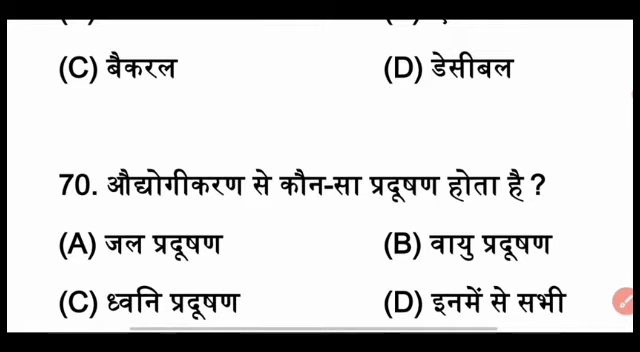 (C) बैकरल (D) डेसीबल
70. औद्योगीकरण से कौन-सा प्रदूषण होता है ?
(A) जल प्रदूषण (B) वायु प्रदूषण
(C) ध्वनि प्रदूषण (D) इनमें से सभी